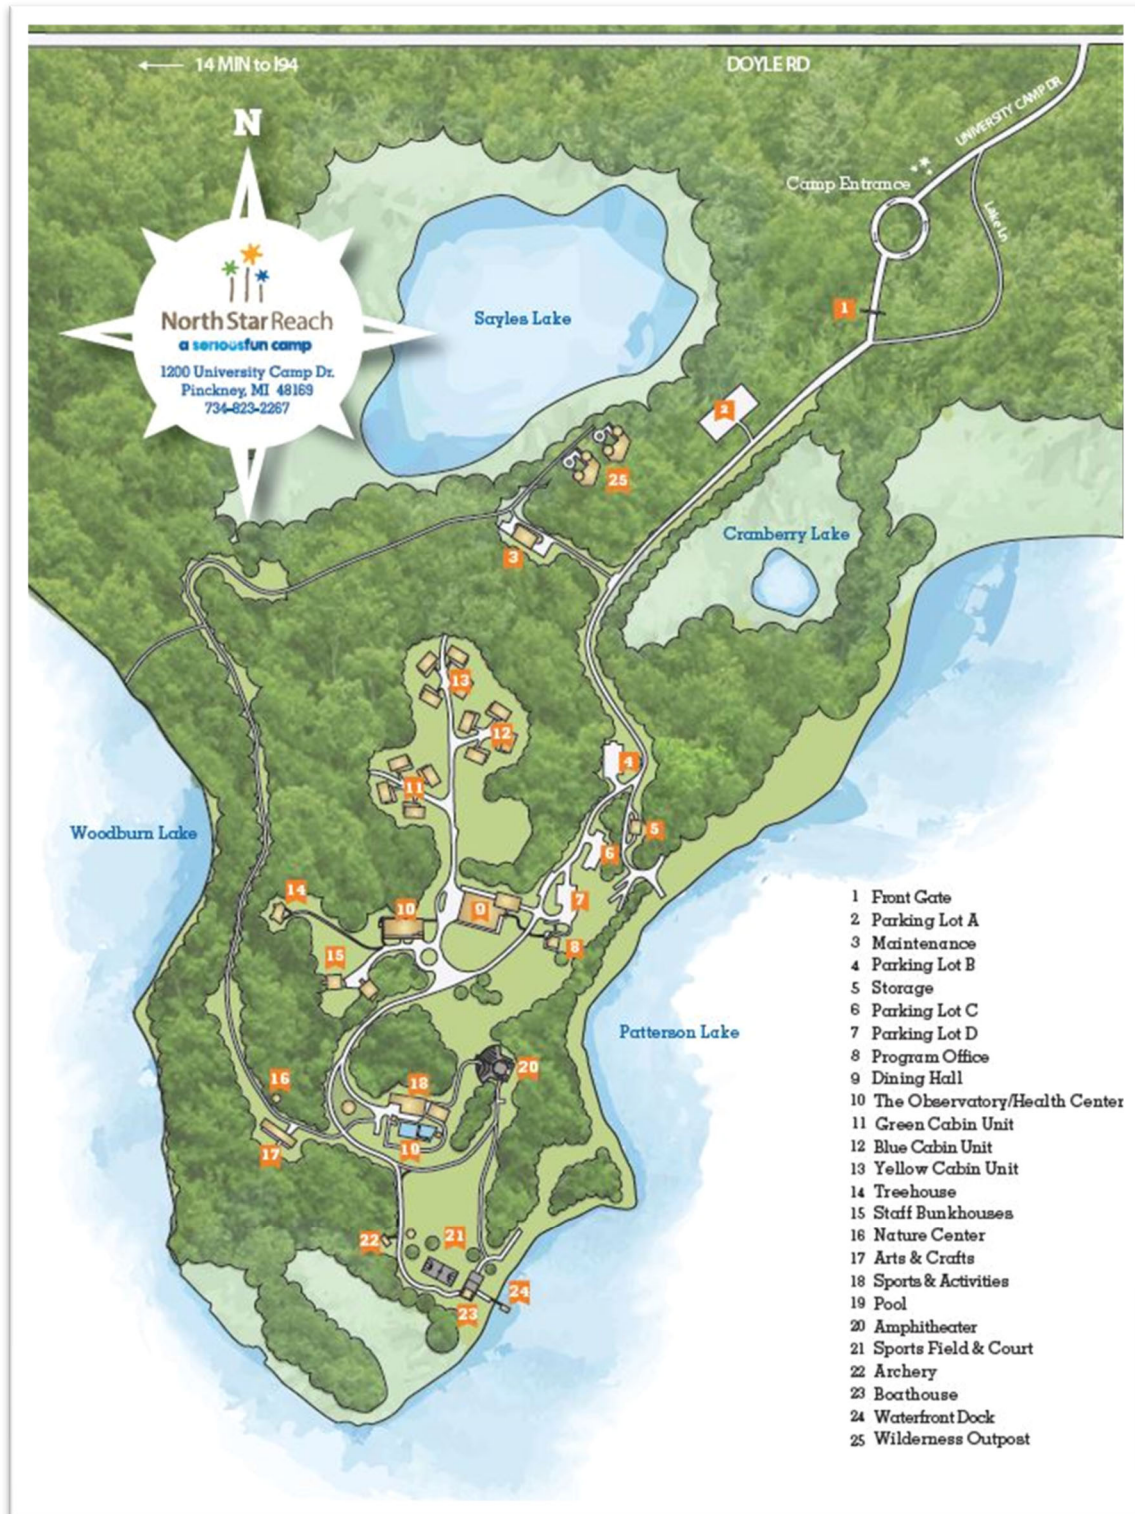 14 MIN to I94
DOYLE RD
UNIVERSITY CAMP DR
N
Camp Entrance
Lake Ln
North Star Reach
a seriousfun camp
1200 University Camp Dr.
Pinckney, MI 48169
734-823-2267
Sayles Lake
1
2
25
Cranberry Lake
3
13
12
4
11
Woodburn Lake
5
6
14
7
10
9
8
15
Patterson Lake
20
16
18
19
17
22
21
24
23
1 Front Gate
2 Parking Lot A
3 Maintenance
4 Parking Lot B
5 Storage
6 Parking Lot C
7 Parking Lot D
8 Program Office
9 Dining Hall
10 The Observatory/Health Center
11 Green Cabin Unit
12 Blue Cabin Unit
13 Yellow Cabin Unit
14 Treehouse
15 Staff Bunkhouses
16 Nature Center
17 Arts & Crafts
18 Sports & Activities
19 Pool
20 Amphitheater
21 Sports Field & Court
22 Archery
23 Boathouse
24 Waterfront Dock
25 Wilderness Outpost